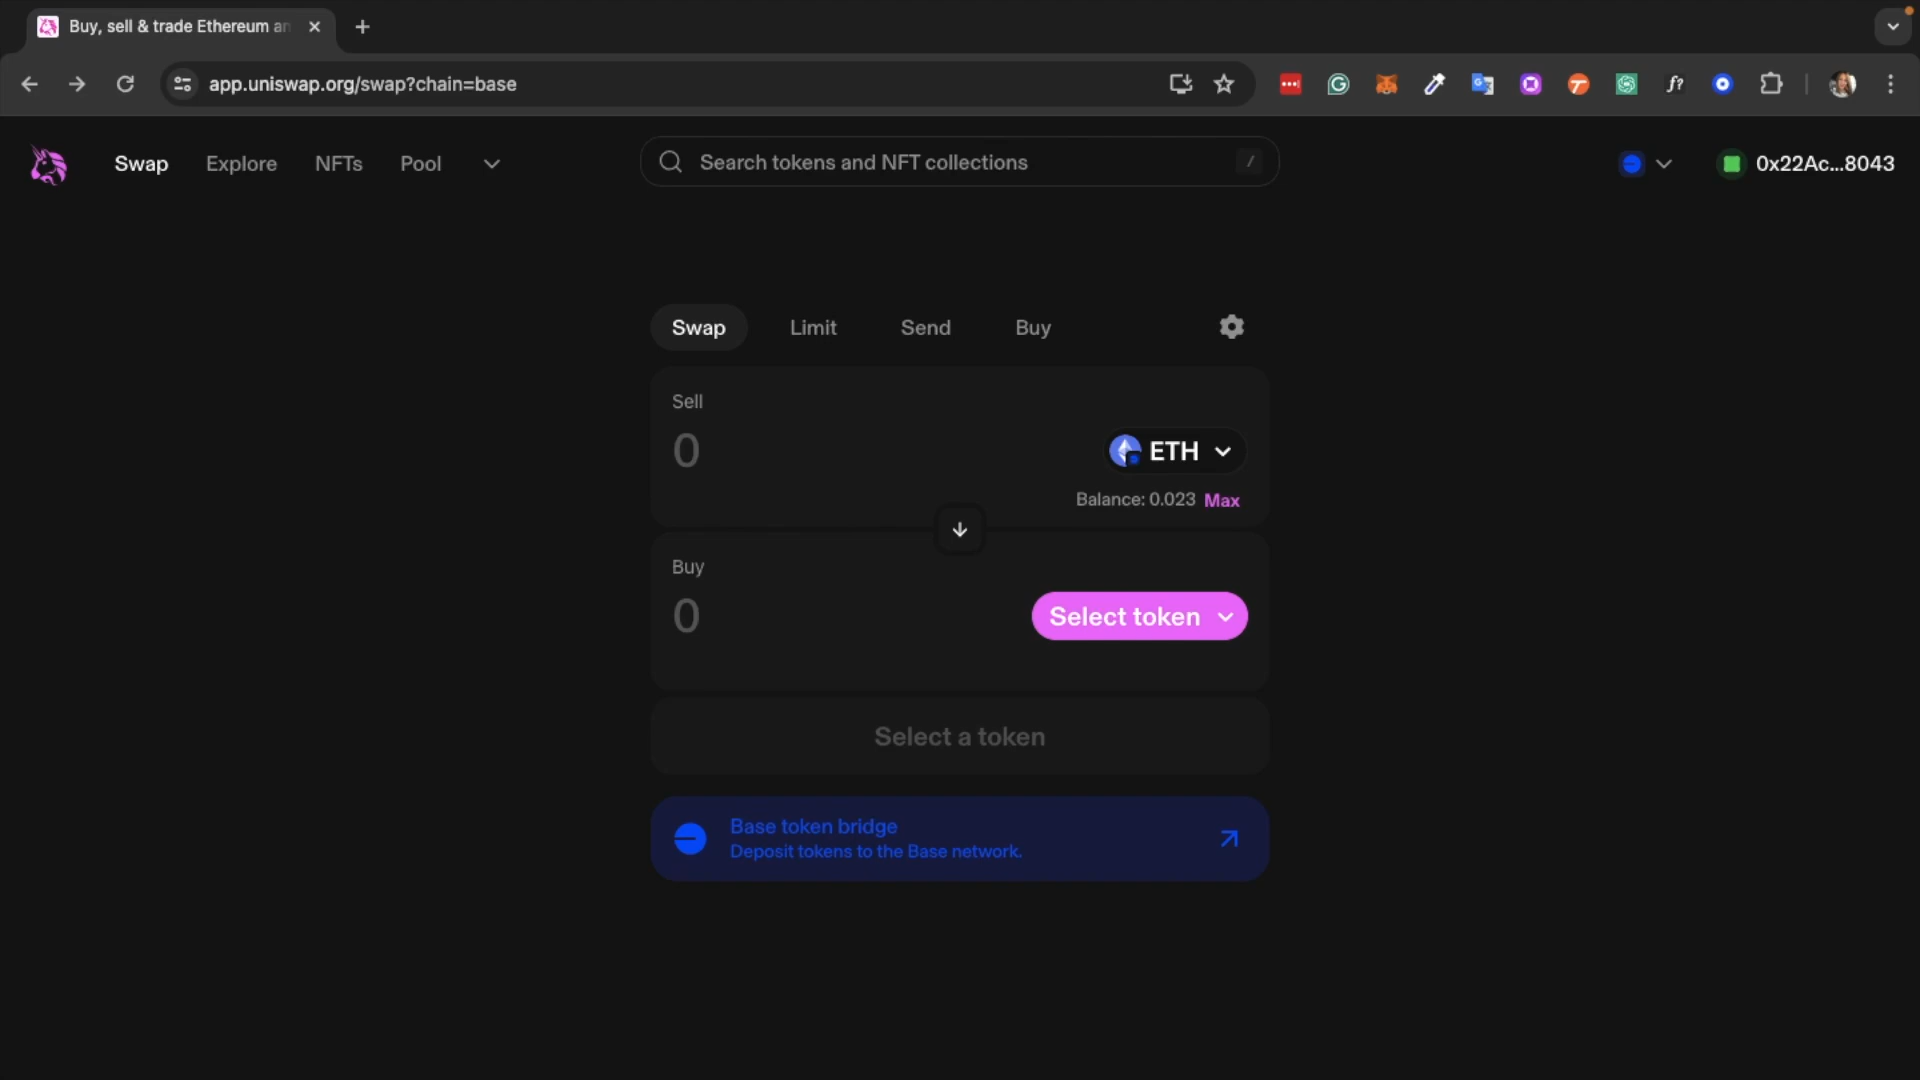 Buy, sell & trade Ethereum an
app.uniswap.org/swap?chain=base
Swap
Explore
NFTs
Pool
Search tokens and NFT collections
/
0x22Ac...8043
Swap
Limit
Send
Buy
Sell
0
ETH
Balance: 0.023 Max
Buy
0
Select token
Select a token
Base token bridge
Deposit tokens to the Base network.